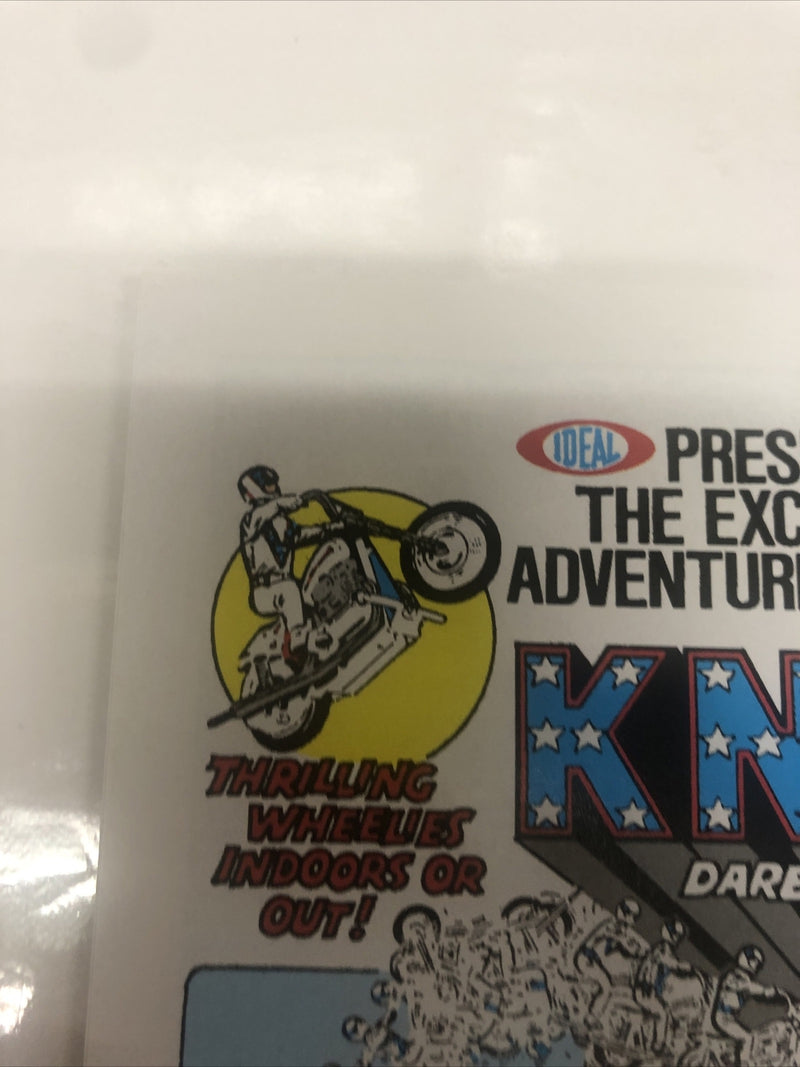 IDEAL PRES
THE EXC
ADVENTUR
KN
DARE
THRILLING
WHEELIES
INDOORS OR
OUT!